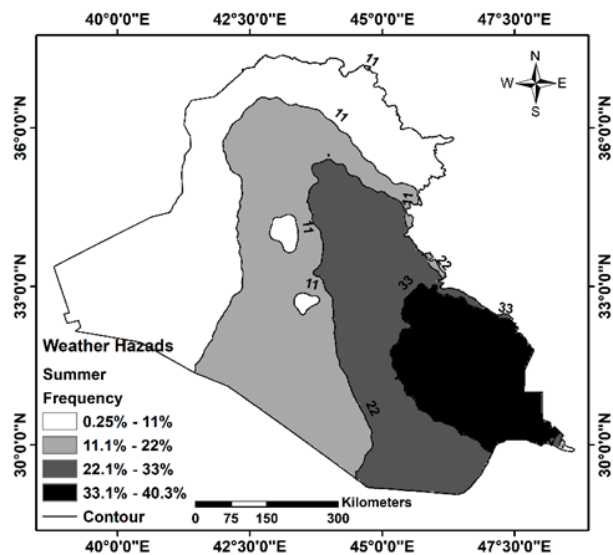 40°0'0"E 42°30'0"E 45°0'0"E 47°30'0"E
N
W E
S
36°0'0"N
33°0'0"N
30°0'0"N
36°0'0"N
33°0'0"N
30°0'0"N
11
11
11
11
22
11
33
33
22
Weather Hazads
Summer
Frequency
0.25% - 11%
11.1% - 22%
22.1% - 33%
33.1% - 40.3%
Contour
Kilometers
0 75 150 300
40°0'0"E 42°30'0"E 45°0'0"E 47°30'0"E